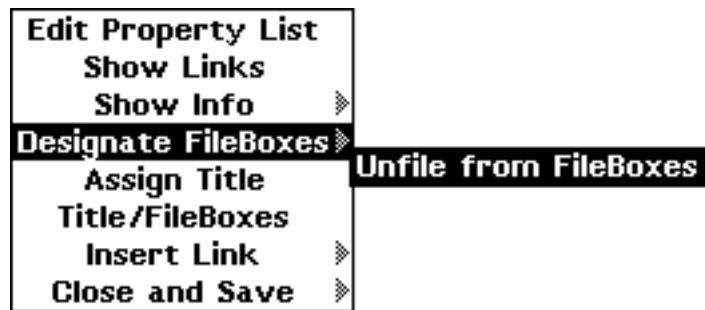 Edit Property List
Show Links
Show Info
Designate FileBoxes
Unfile from FileBoxes
Assign Title
Title/FileBoxes
Insert Link
Close and Save